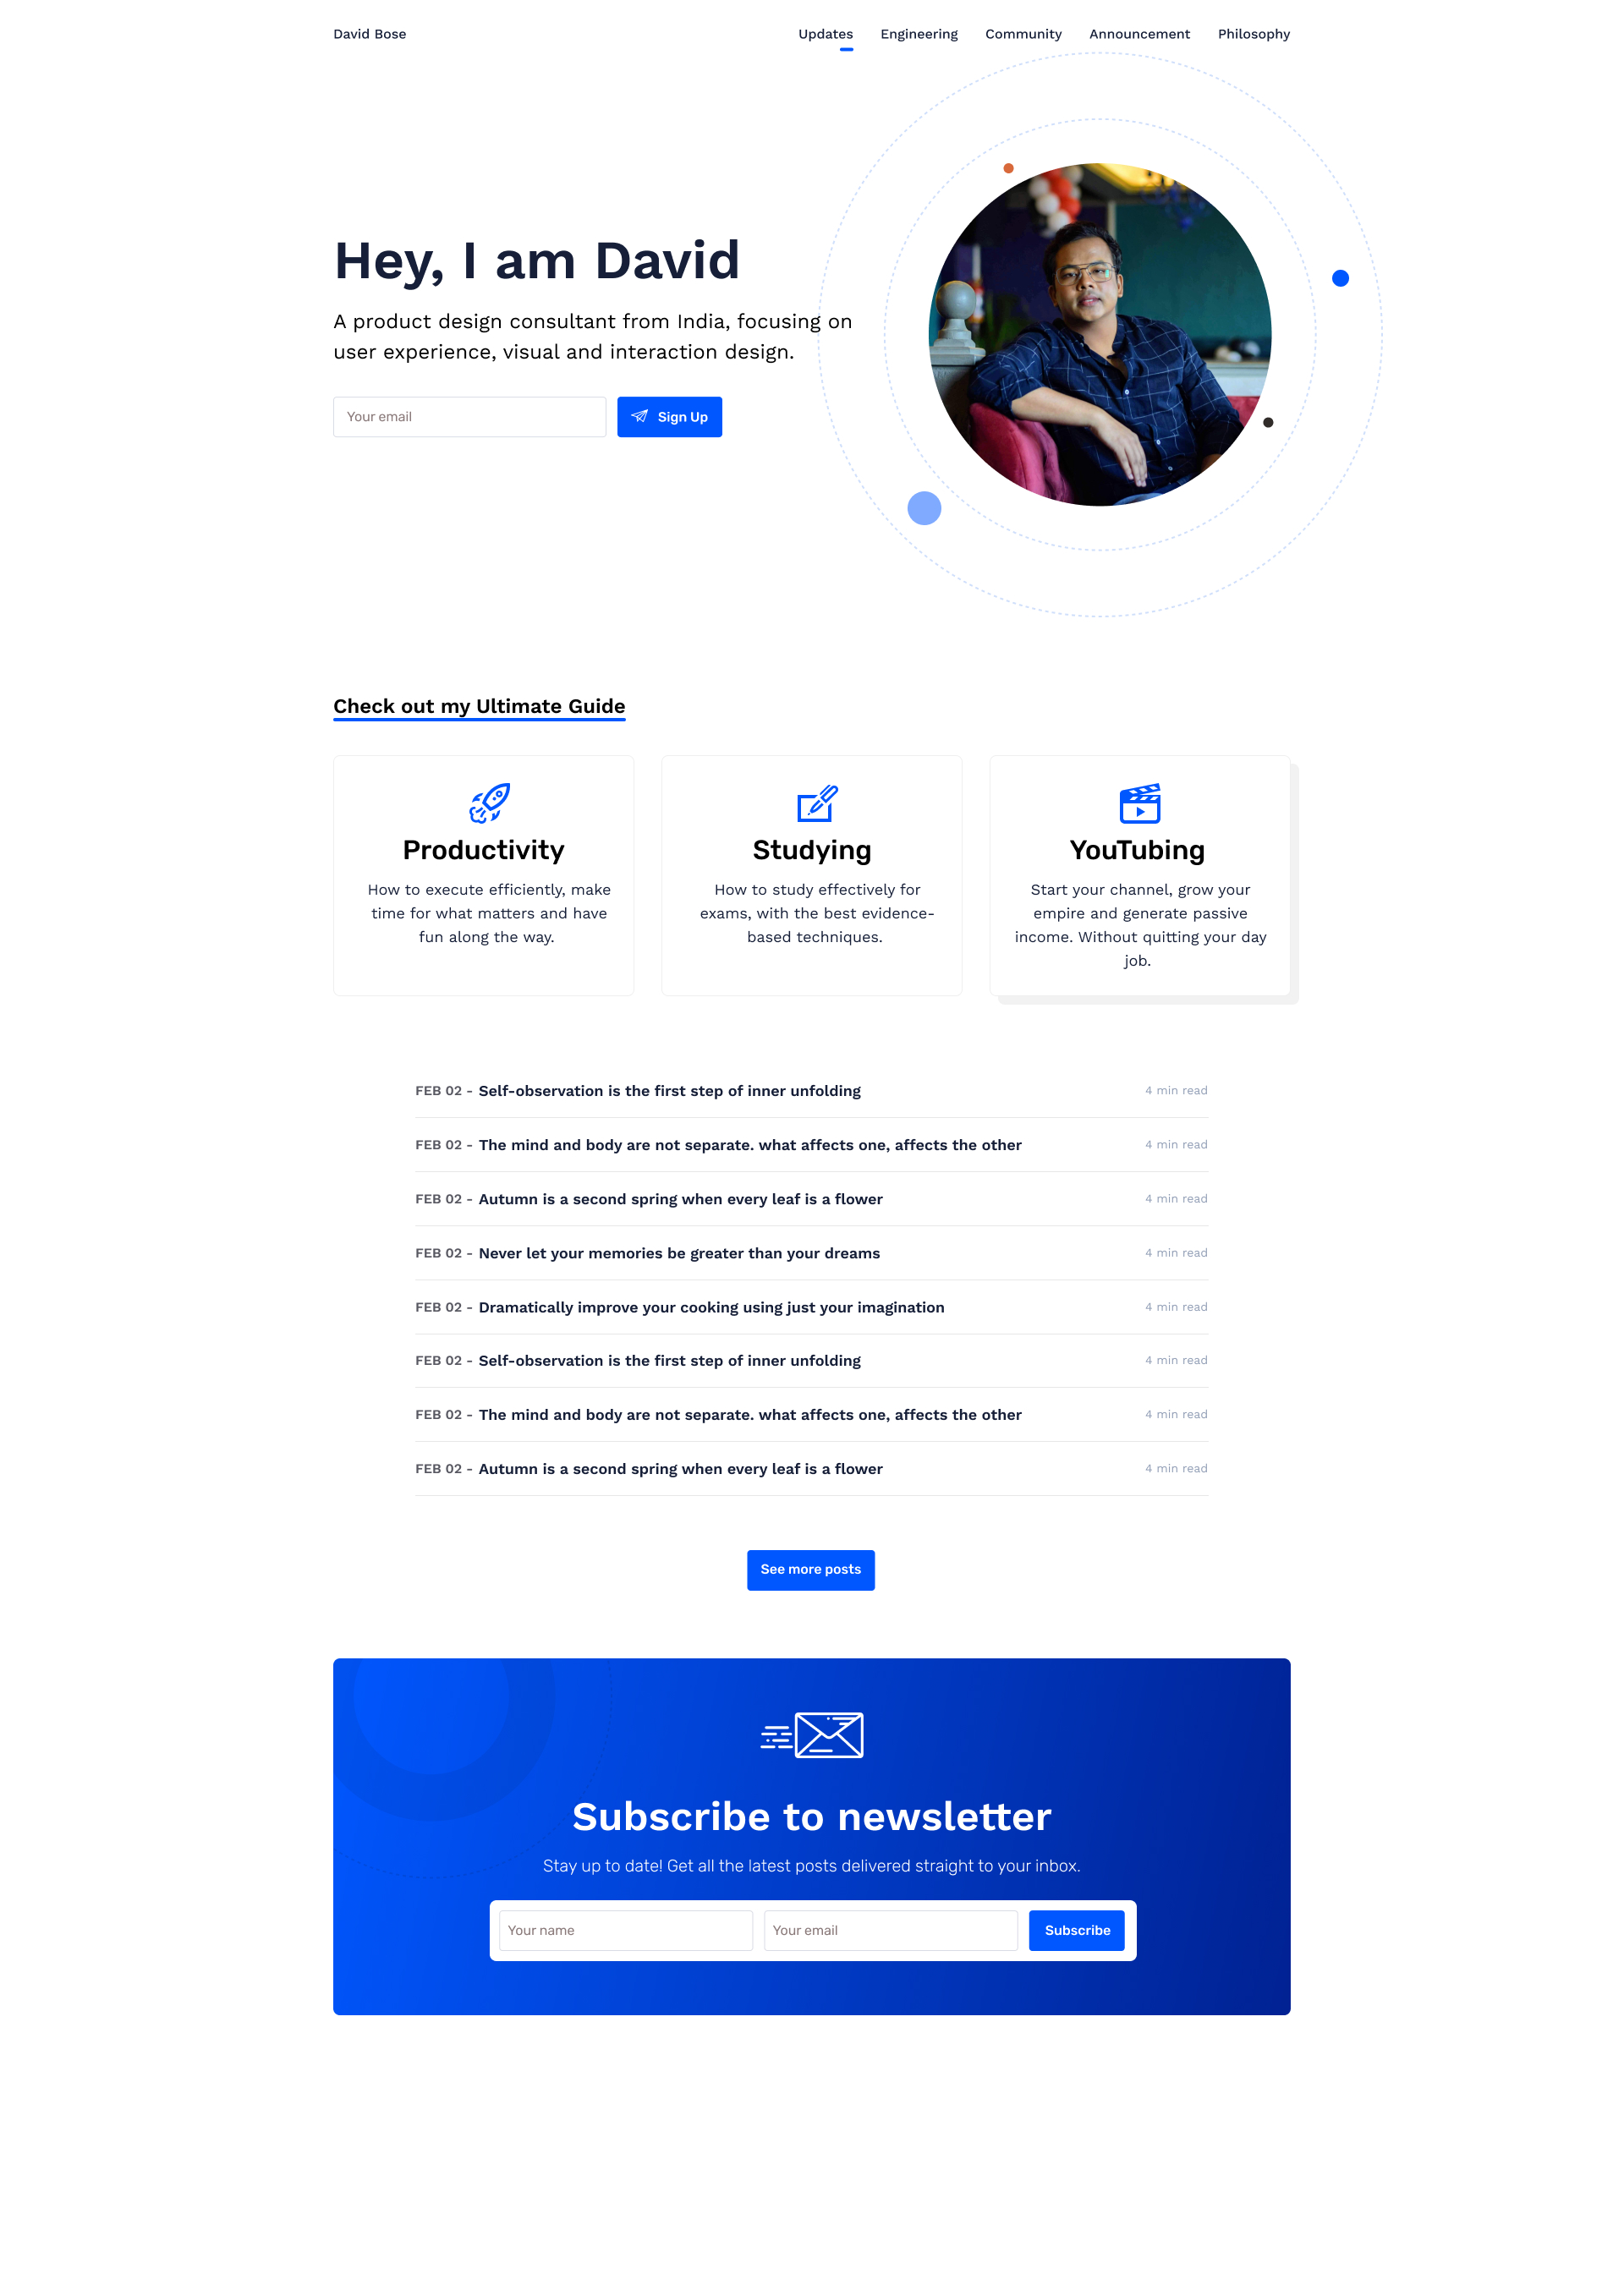 David Bose
Updates Engineering Community Announcement Philosophy
Hey, I am David
A product design consultant from India, focusing on
user experience, visual and interaction design.
Your email
Sign Up
Check out my Ultimate Guide
Productivity
How to execute efficiently, make
time for what matters and have
fun along the way.
Studying
How to study effectively for
exams, with the best evidence-
based techniques.
YouTubing
Start your channel, grow your
empire and generate passive
income. Without quitting your day
job.
FEB 02 - Self-observation is the first step of inner unfolding 4 min read
FEB 02 - The mind and body are not separate. what affects one, affects the other 4 min read
FEB 02 - Autumn is a second spring when every leaf is a flower 4 min read
FEB 02 - Never let your memories be greater than your dreams 4 min read
FEB 02 - Dramatically improve your cooking using just your imagination 4 min read
FEB 02 - Self-observation is the first step of inner unfolding 4 min read
FEB 02 - The mind and body are not separate. what affects one, affects the other 4 min read
FEB 02 - Autumn is a second spring when every leaf is a flower 4 min read
See more posts
Subscribe to newsletter
Stay up to date! Get all the latest posts delivered straight to your inbox.
Your name
Your email
Subscribe